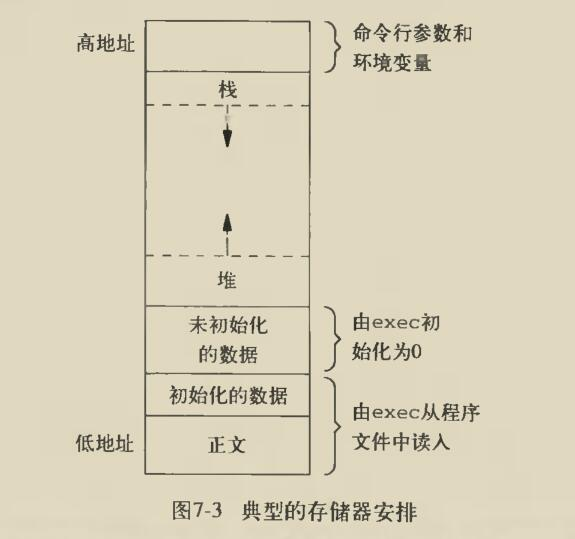 高地址
命令行参数和
环境变量
栈
堆
未初始化
的数据
由exec初
始化为0
初始化的数据
由exec从程序
文件中读入
低地址
正文
图7-3 典型的存储器安排